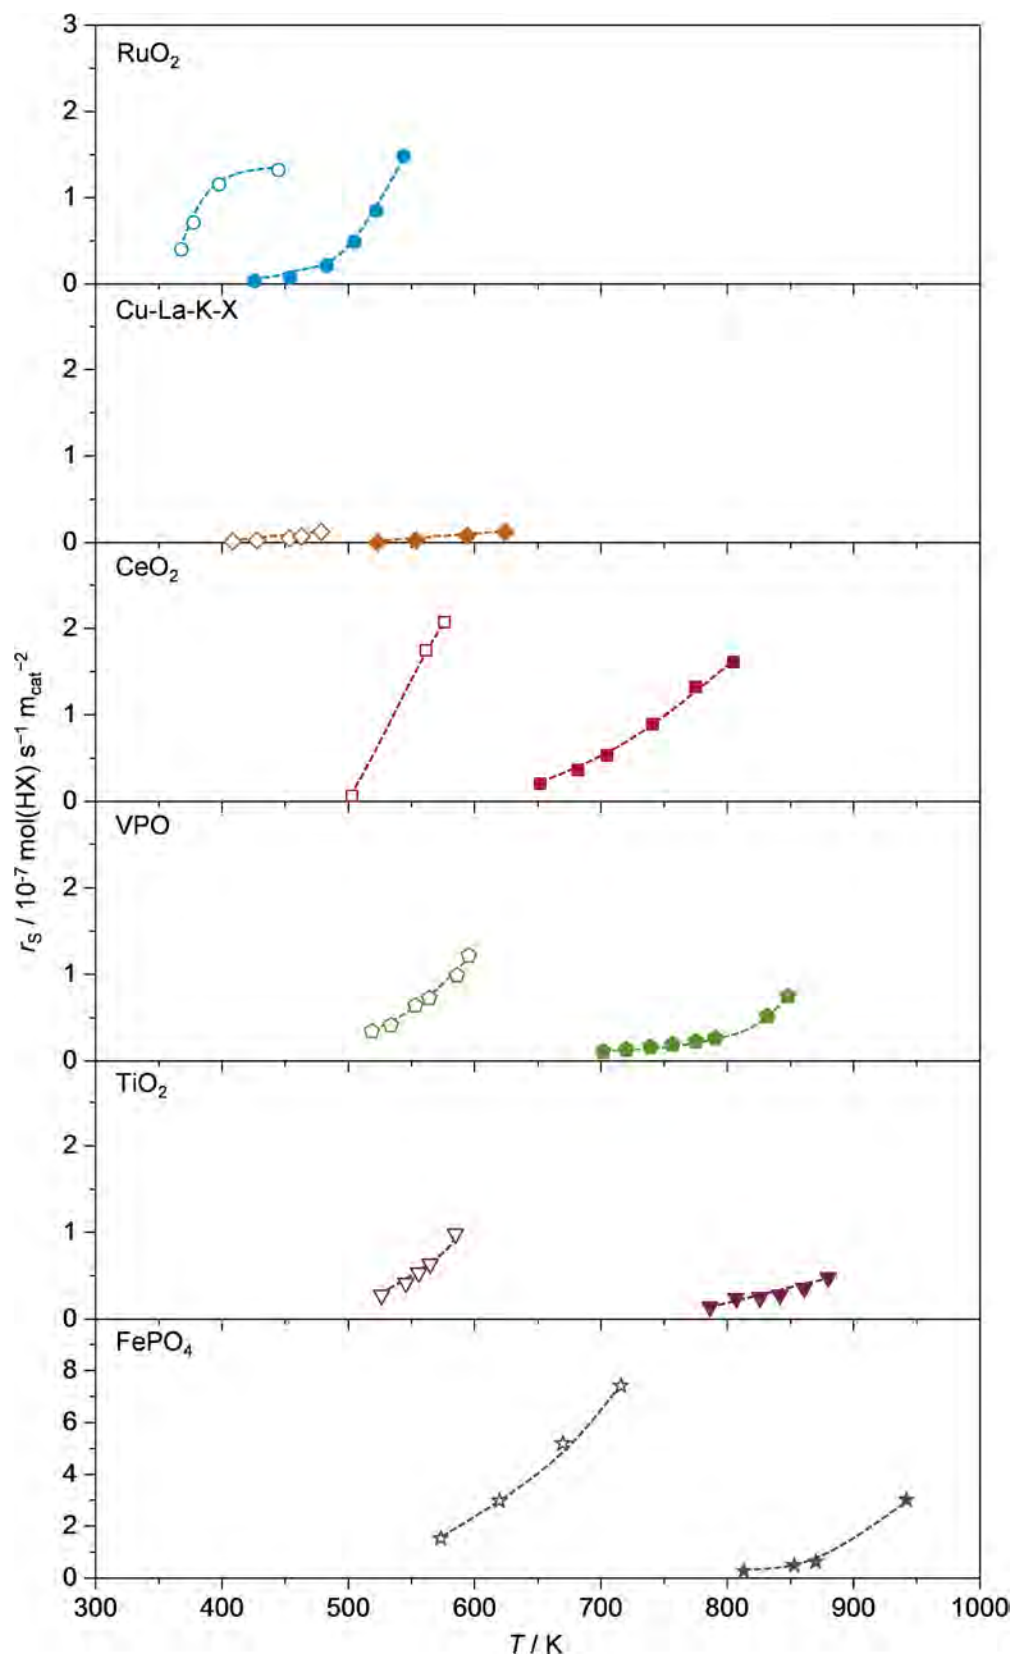 3
RuO₂
2
1
0
Cu-La-K-X
2
1
0
CeO₂
2
1
0
VPO
2
1
0
TiO₂
2
1
0
FePO₄
8
6
4
2
0
rS / 10⁻⁷ mol(HX) s⁻¹ mcat⁻²
300 400 500 600 700 800 900 1000
T / K